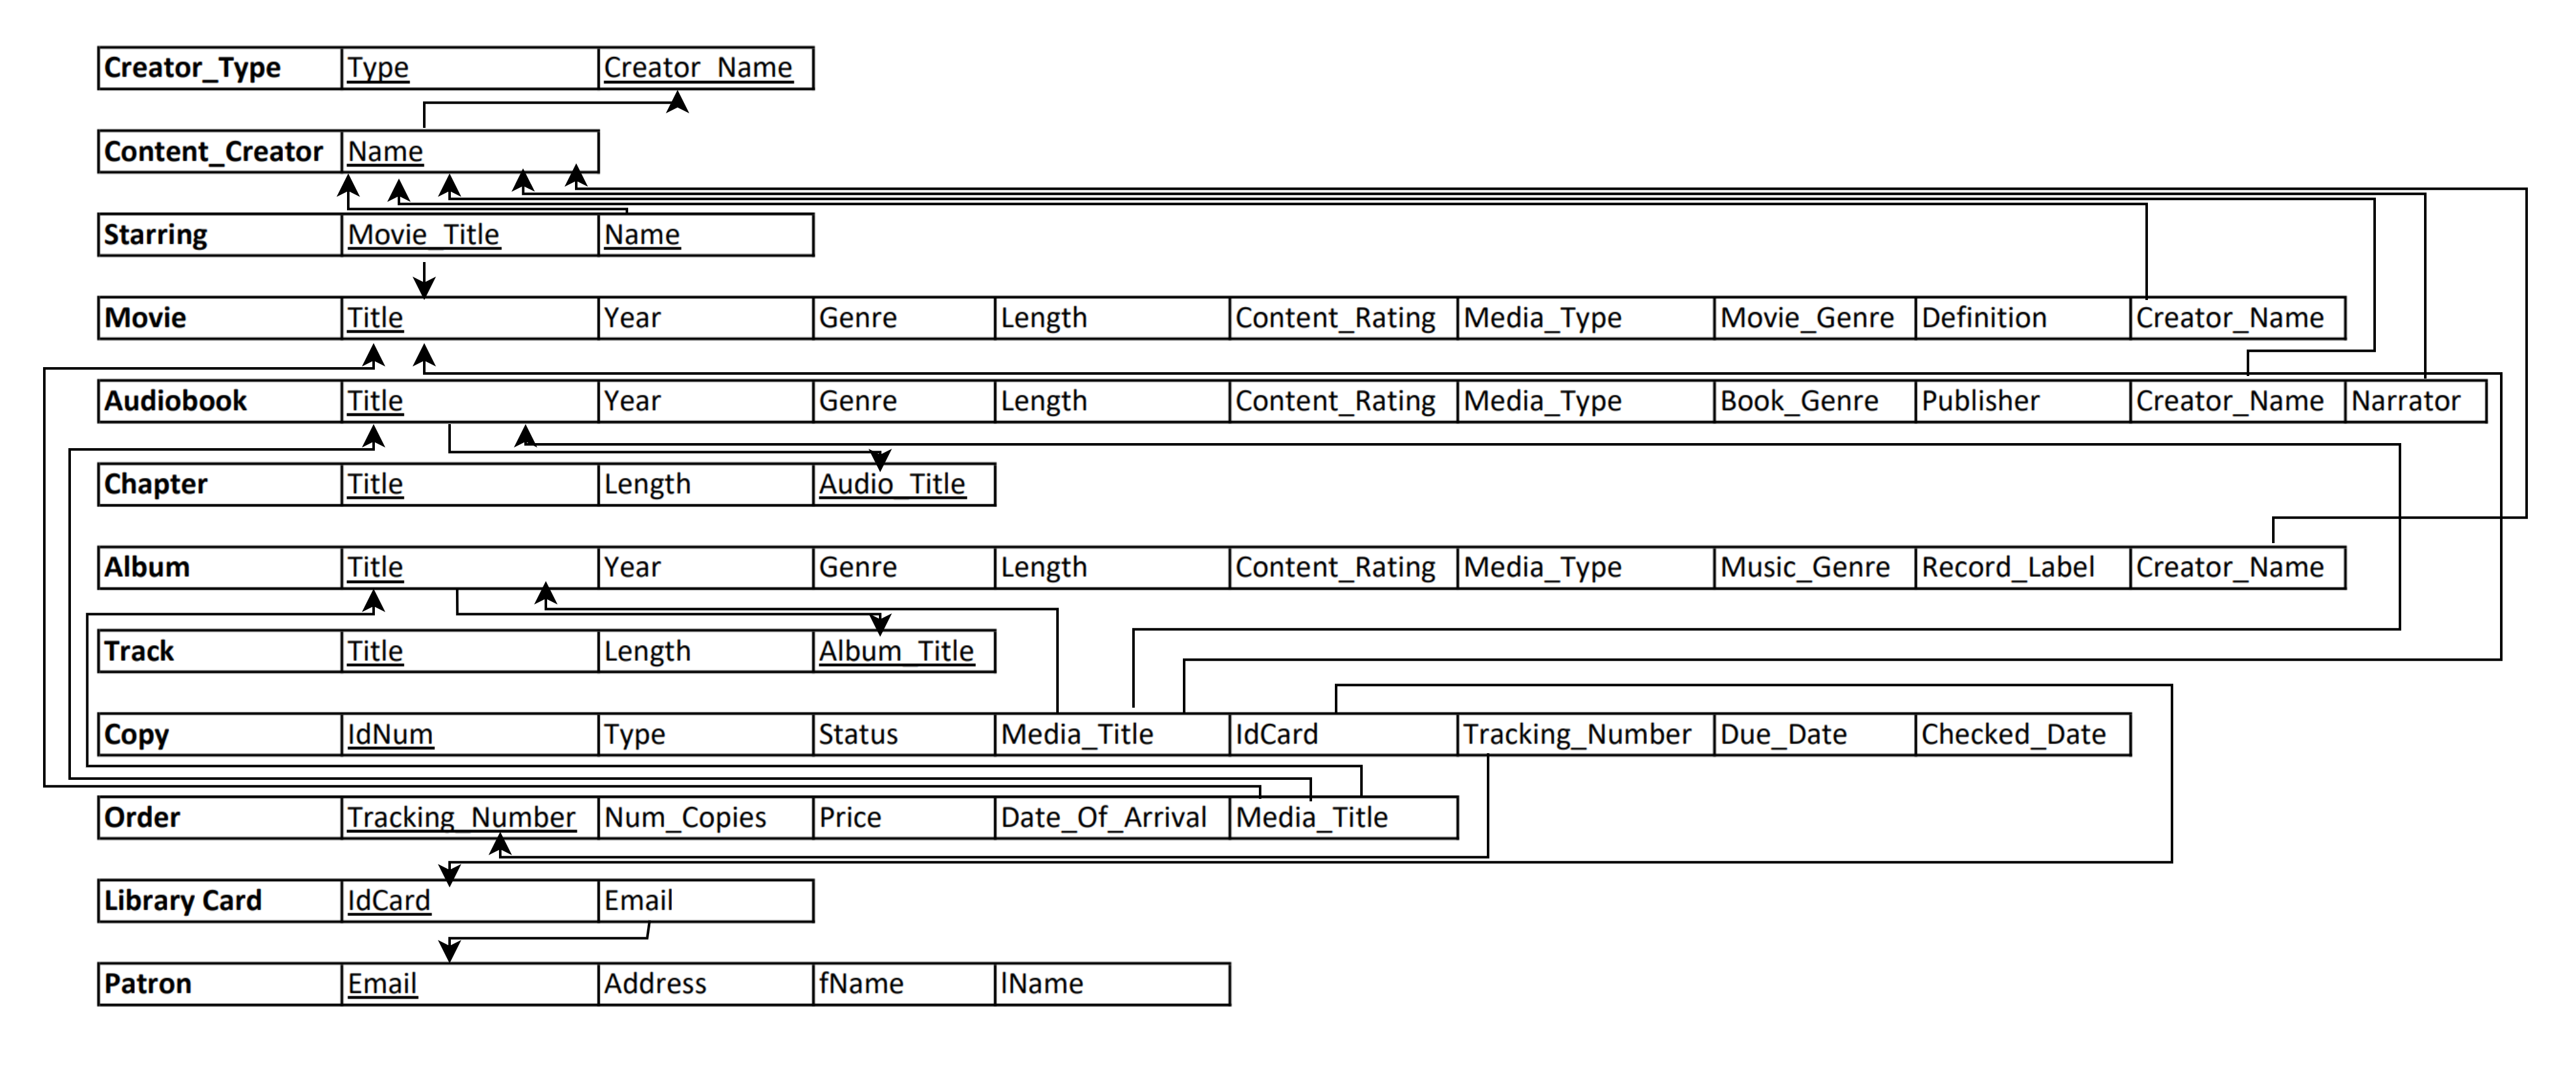 Creator_Type Type Creator_Name
Content_Creator Name
Starring Movie_Title Name
Movie Title Year Genre Length Content_Rating Media_Type Movie_Genre Definition Creator_Name
Audiobook Title Year Genre Length Content_Rating Media_Type Book_Genre Publisher Creator_Name Narrator
Chapter Title Length Audio_Title
Album Title Year Genre Length Content_Rating Media_Type Music_Genre Record_Label Creator_Name
Track Title Length Album_Title
Copy IdNum Type Status Media_Title IdCard Tracking_Number Due_Date Checked_Date
Order Tracking_Number Num_Copies Price Date_Of_Arrival Media_Title
Library Card IdCard Email
Patron Email Address fName lName